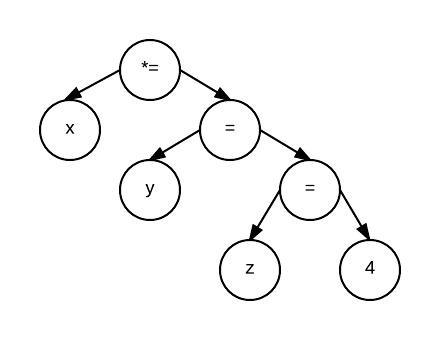 *=
x
=
y
=
z
4